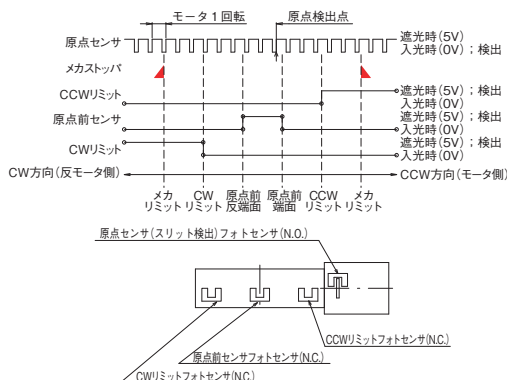 モータ1回転
原点検出点
原点センサ
遮光時(5V)
入光時(0V)；検出
メカストッパ
CCWリミット
遮光時(5V)；検出
入光時(0V)
原点前センサ
遮光時(5V)；検出
入光時(0V)
CWリミット
遮光時(5V)；検出
入光時(0V)
CW方向(反モータ側)
CCW方向(モータ側)
メカ
リミット
CW
リミット
原点前
反端面
原点前
端面
CCW
リミット
メカ
リミット
原点センサ(スリット検出)フォトセンサ(N.O.)
CCWリミットフォトセンサ(N.C.)
原点前センサフォトセンサ(N.C.)
CWリミットフォトセンサ(N.C.)